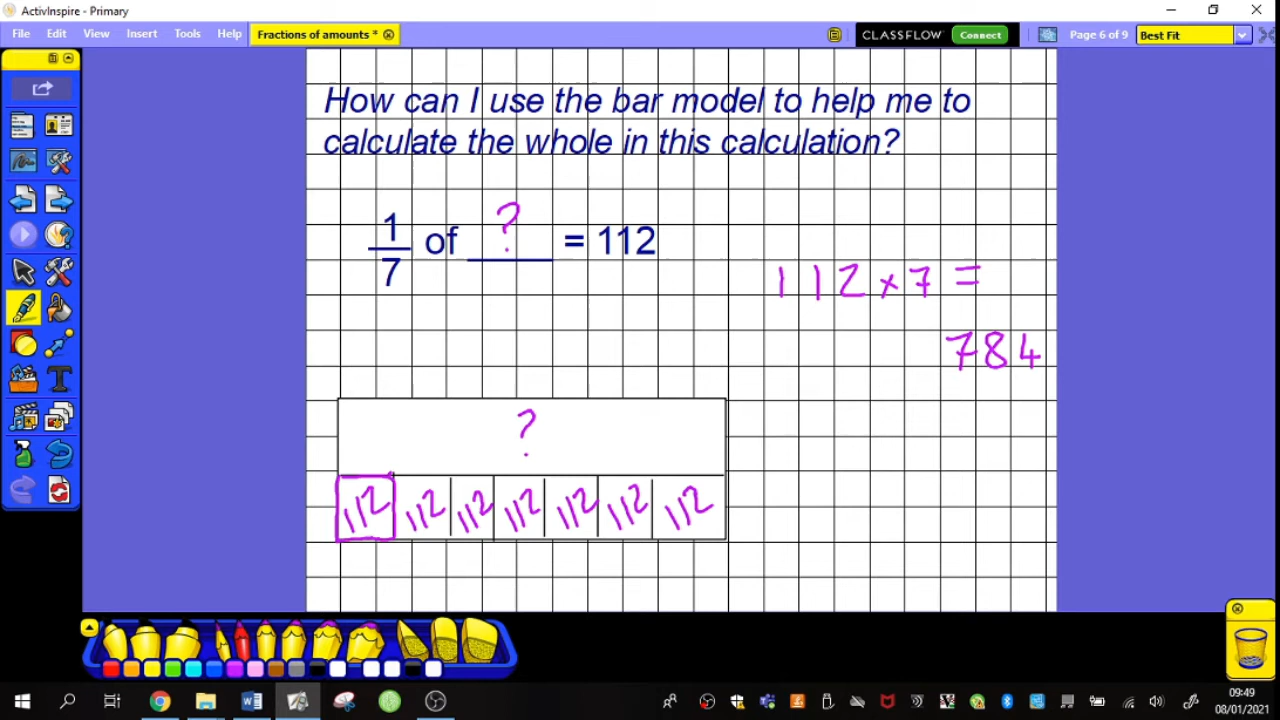 ActivInspire - Primary
File Edit View Insert Tools Help Fractions of amounts * CLASSFLOW Connect Page 6 of 9 Best Fit
How can I use the bar model to help me to
calculate the whole in this calculation?
1
7
of ? = 112
112 x 7 =
784
?
112 112 112 112 112 112 112
09:49
08/01/2021